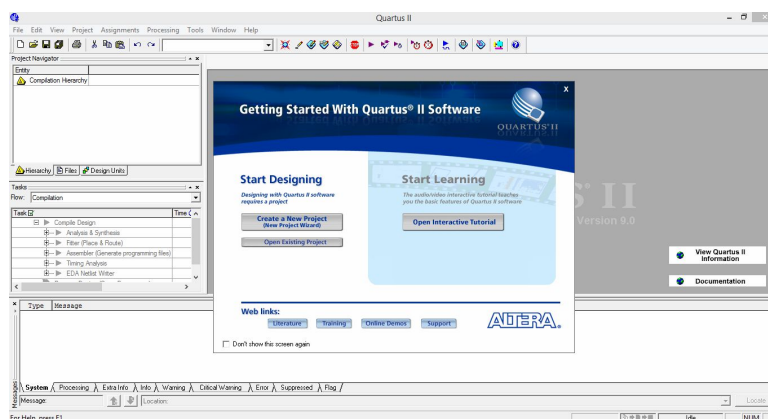 Quartus II
File Edit View Project Assignments Processing Tools Window Help
Project Navigator
Entity
Compilation Hierarchy
Hierarchy Files Design Units
Tasks
Flow: Compilation
Task Time
Compile Design
Analysis & Synthesis
Fitter (Place & Route)
Assembler (Generate programming files)
Timing Analysis
EDA Netlist Writer
X
Getting Started With Quartus® II Software
QUARTUS®II
Start Designing
Designing with Quartus II software
requires a project
Create a New Project
(New Project Wizard)
Open Existing Project
Start Learning
The audio/video interactive tutorial teaches
you the basic features of Quartus II software
Open Interactive Tutorial
Web links:
Literature Training Online Demos Support
ALTERA®
Don't show this screen again
S II
Version 9.0
View Quartus II
Information
Documentation
Type Message
Messages
System Processing Extra Info Info Warning Critical Warning Error Suppressed Flag
Message: Location: Locate
For Help, press F1 Idle NUM